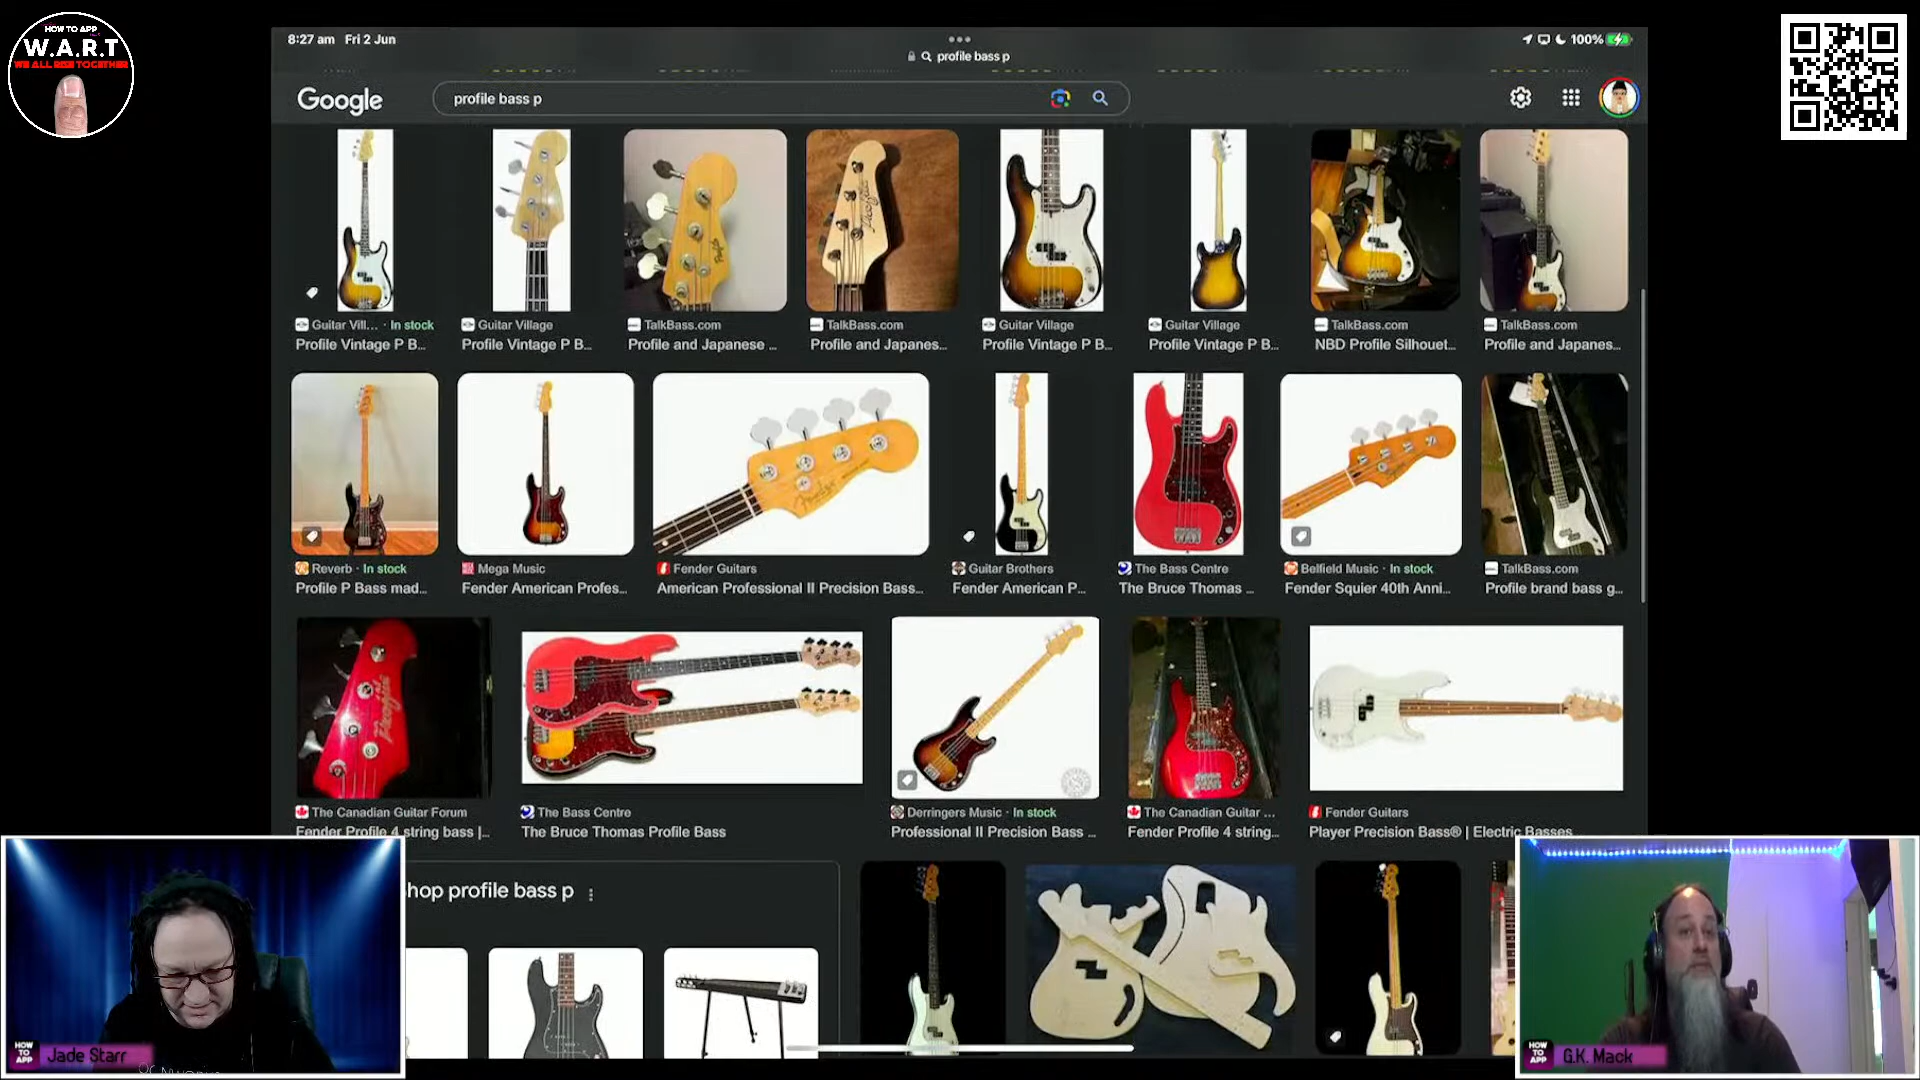 HOW TO APP
W.A.R.T
WE ALL RISE TOGETHER
8:27 am Fri 2 Jun
100%
profile bass p
Google
profile bass p
Guitar Vill... · In stock
Profile Vintage P B...
Guitar Village
Profile Vintage P B...
TalkBass.com
Profile and Japanese ...
TalkBass.com
Profile and Japanes...
Guitar Village
Profile Vintage P B...
Guitar Village
Profile Vintage P B...
TalkBass.com
NBD Profile Silhouet...
TalkBass.com
Profile and Japanes...
Reverb · In stock
Profile P Bass mad...
Mega Music
Fender American Profes...
Fender Guitars
American Professional II Precision Bass...
Guitar Brothers
Fender American P...
The Bass Centre
The Bruce Thomas ...
Belfield Music · In stock
Fender Squier 40th Anni...
TalkBass.com
Profile brand bass g...
The Canadian Guitar Forum
Fender Profile 4 string bass |...
The Bass Centre
The Bruce Thomas Profile Bass
Derringers Music · In stock
Professional II Precision Bass ...
The Canadian Guitar ...
Fender Profile 4 string...
Fender Guitars
Player Precision Bass® | Electric Basses
hop profile bass p
HOW TO APP
Jade Starr
HOW TO APP
G.K. Mack